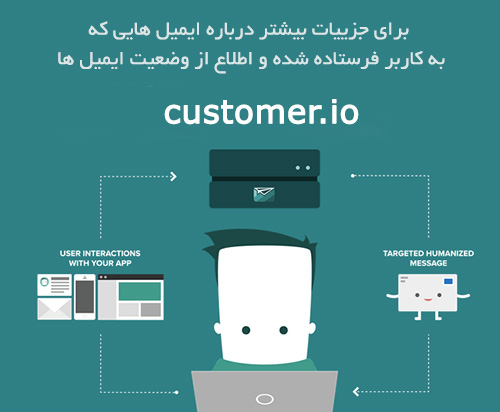 برای جزییات بیشتر درباره ایمیل هایی که
به کاربر فرستاده شده و اطلاع از وضعیت ایمیل ها
customer.io
USER INTERACTIONS
WITH YOUR APP
TARGETED HUMANIZED
MESSAGE